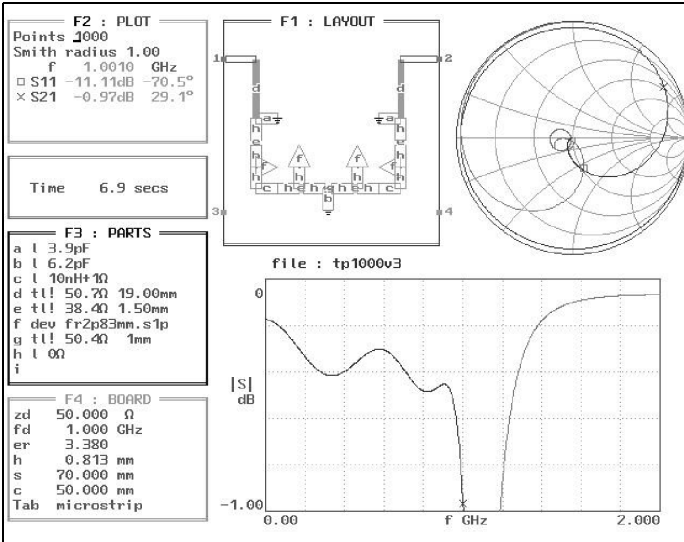 F2 : PLOT
Points 1000
Smith radius 1.00
f 1.0010 GHz
S11 -11.11dB -70.5°
S21 -0.97dB 29.1°
Time 6.9 secs
F3 : PARTS
a l 3.9pF
b l 6.2pF
c l 10nH+1Ω
d tl! 50.7Ω 19.00mm
e tl! 38.4Ω 1.50mm
f dev fr2p83mm.s1p
g tl! 50.4Ω 1mm
h l 0Ω
i
F4 : BOARD
zd 50.000 Ω
fd 1.000 GHz
er 3.380
h 0.813 mm
s 70.000 mm
c 50.000 mm
Tab microstrip
F1 : LAYOUT
1 2
d d
a a
h h
e f f e
f h h f
h h
c h e h g h e h c
b
3 4
file : tp1000v3
0
|S|
dB
-1.00
0.00 f GHz 2.000